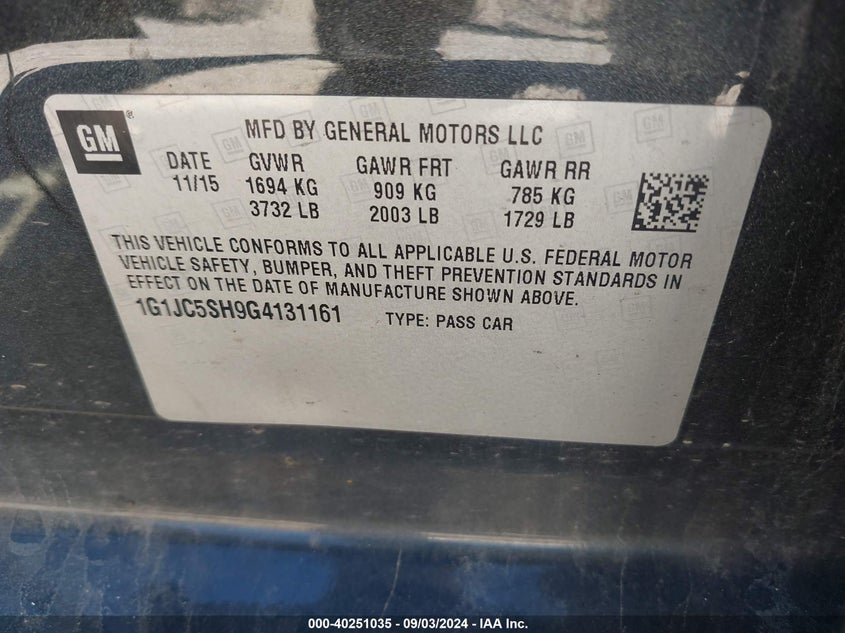 GM
MFD BY GENERAL MOTORS LLC
DATE GVWR GAWR FRT GAWR RR
11/15 1694 KG 909 KG 785 KG
3732 LB 2003 LB 1729 LB
THIS VEHICLE CONFORMS TO ALL APPLICABLE U.S. FEDERAL MOTOR
VEHICLE SAFETY, BUMPER, AND THEFT PREVENTION STANDARDS IN
EFFECT ON THE DATE OF MANUFACTURE SHOWN ABOVE.
1G1JC5SH9G4131161 TYPE: PASS CAR
000-40251035 - 09/03/2024 - IAA Inc.